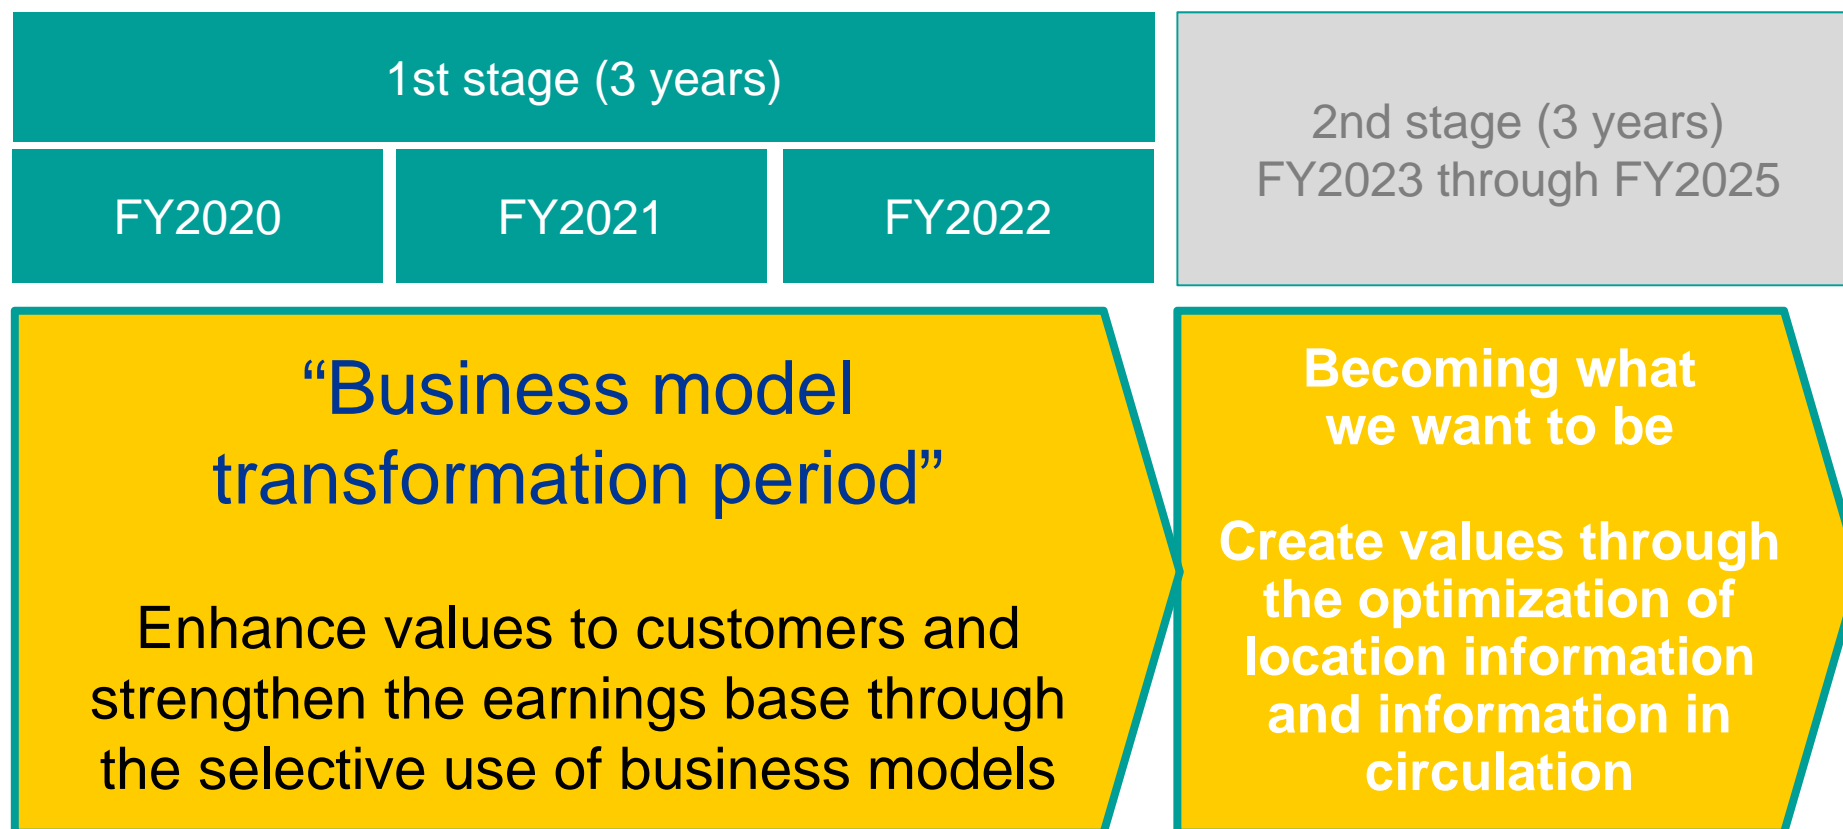 1st stage (3 years)
FY2020
FY2021
FY2022
2nd stage (3 years)
FY2023 through FY2025
“Business model
transformation period”
Enhance values to customers and
strengthen the earnings base through
the selective use of business models
Becoming what
we want to be
Create values through
the optimization of
location information
and information in
circulation